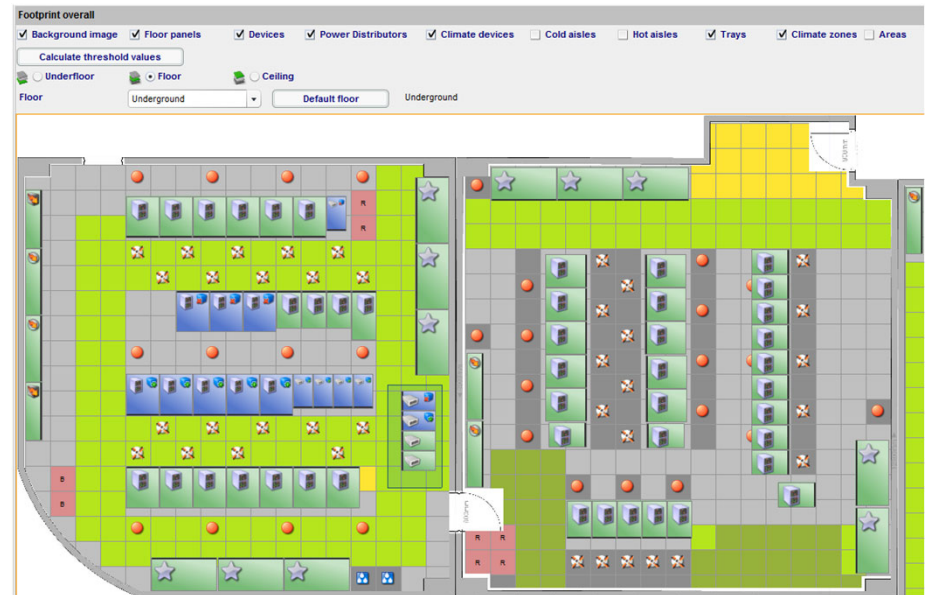 Footprint overall
Background image Floor panels Devices Power Distributors Climate devices Cold aisles Hot aisles Trays Climate zones Areas
Calculate threshold values
Underfloor Floor Ceiling
Floor Underground Default floor Underground
R
R
B
B
R R
R R